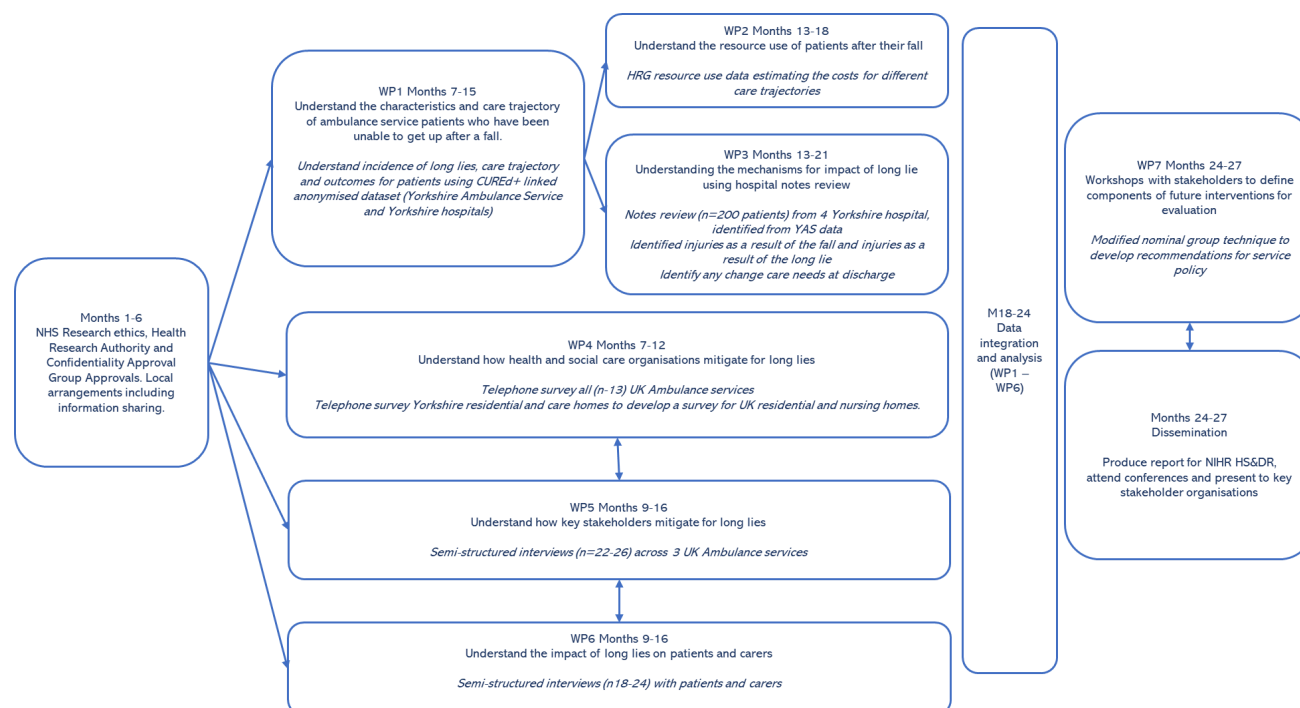 Months 1-6
NHS Research ethics, Health
Research Authority and
Confidentiality Approval
Group Approvals. Local
arrangements including
information sharing.
WP1 Months 7-15
Understand the characteristics and care trajectory
of ambulance service patients who have been
unable to get up after a fall.
Understand incidence of long lies, care trajectory
and outcomes for patients using CUREd+ linked
anonymised dataset (Yorkshire Ambulance Service
and Yorkshire hospitals)
WP2 Months 13-18
Understand the resource use of patients after their fall
HRG resource use data estimating the costs for different
care trajectories
WP3 Months 13-21
Understanding the mechanisms for impact of long lie
using hospital notes review
Notes review (n=200 patients) from 4 Yorkshire hospital,
identified from YAS data
Identified injuries as a result of the fall and injuries as a
result of the long lie
Identify any change care needs at discharge
WP4 Months 7-12
Understand how health and social care organisations mitigate for long lies
Telephone survey all (n-13) UK Ambulance services
Telephone survey Yorkshire residential and care homes to develop a survey for UK residential and nursing homes.
WP5 Months 9-16
Understand how key stakeholders mitigate for long lies
Semi-structured interviews (n=22-26) across 3 UK Ambulance services
WP6 Months 9-16
Understand the impact of long lies on patients and carers
Semi-structured interviews (n18-24) with patients and carers
M18-24
Data
integration
and analysis
(WP1 –
WP6)
WP7 Months 24-27
Workshops with stakeholders to define
components of future interventions for
evaluation
Modified nominal group technique to
develop recommendations for service
policy
Months 24-27
Dissemination
Produce report for NIHR HS&DR,
attend conferences and present to key
stakeholder organisations